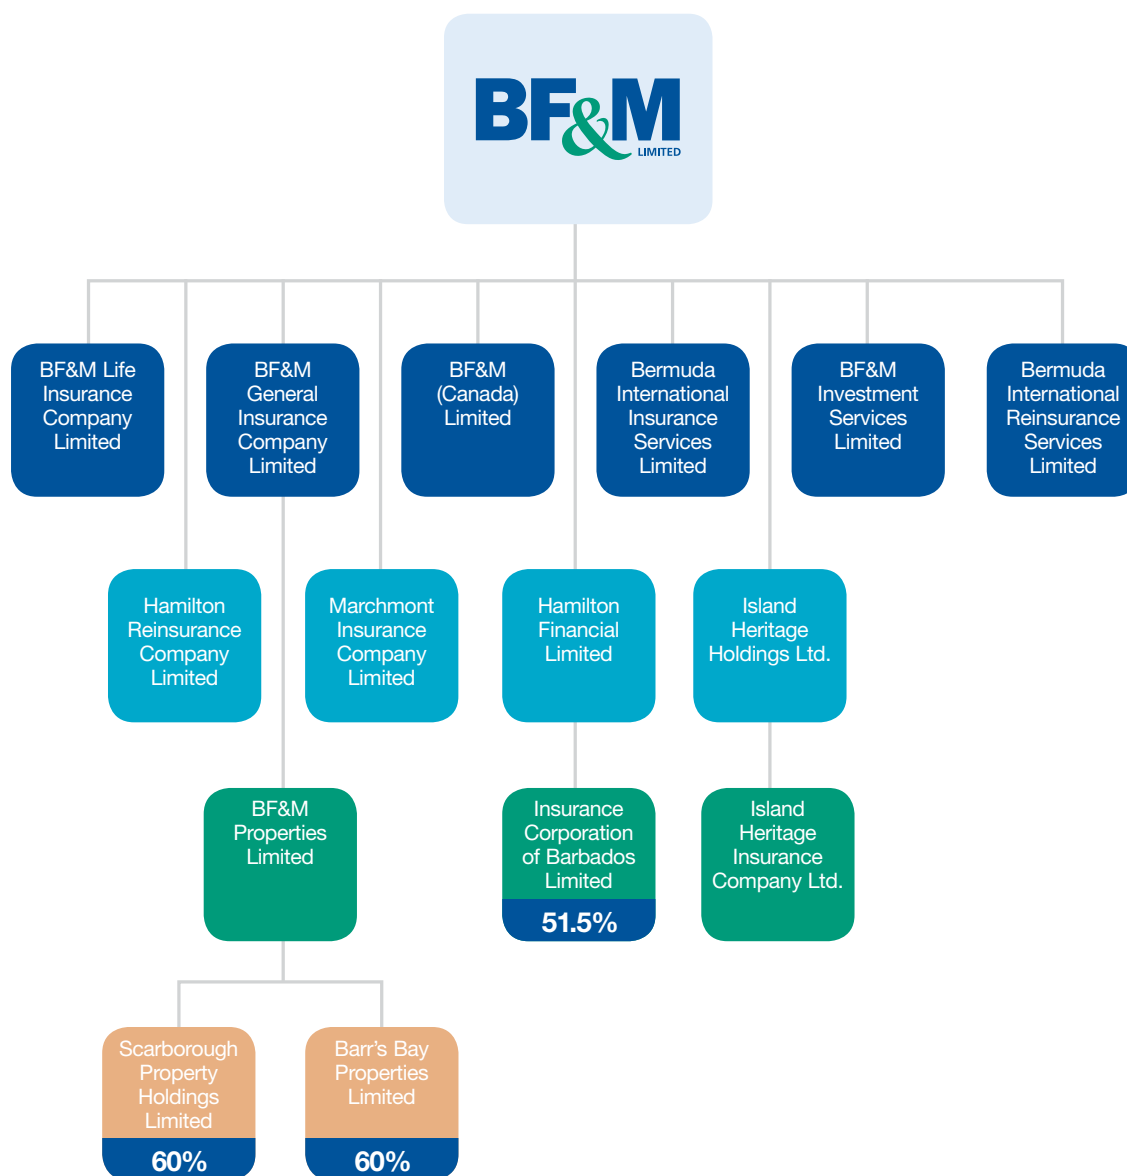 BF&M
LIMITED
BF&M Life
Insurance
Company
Limited
BF&M
General
Insurance
Company
Limited
BF&M
(Canada)
Limited
Bermuda
International
Insurance
Services
Limited
BF&M
Investment
Services
Limited
Bermuda
International
Reinsurance
Services
Limited
Hamilton
Reinsurance
Company
Limited
Marchmont
Insurance
Company
Limited
Hamilton
Financial
Limited
Island
Heritage
Holdings Ltd.
BF&M
Properties
Limited
Insurance
Corporation
of Barbados
Limited
51.5%
Island
Heritage
Insurance
Company Ltd.
Scarborough
Property
Holdings
Limited
60%
Barr's Bay
Properties
Limited
60%